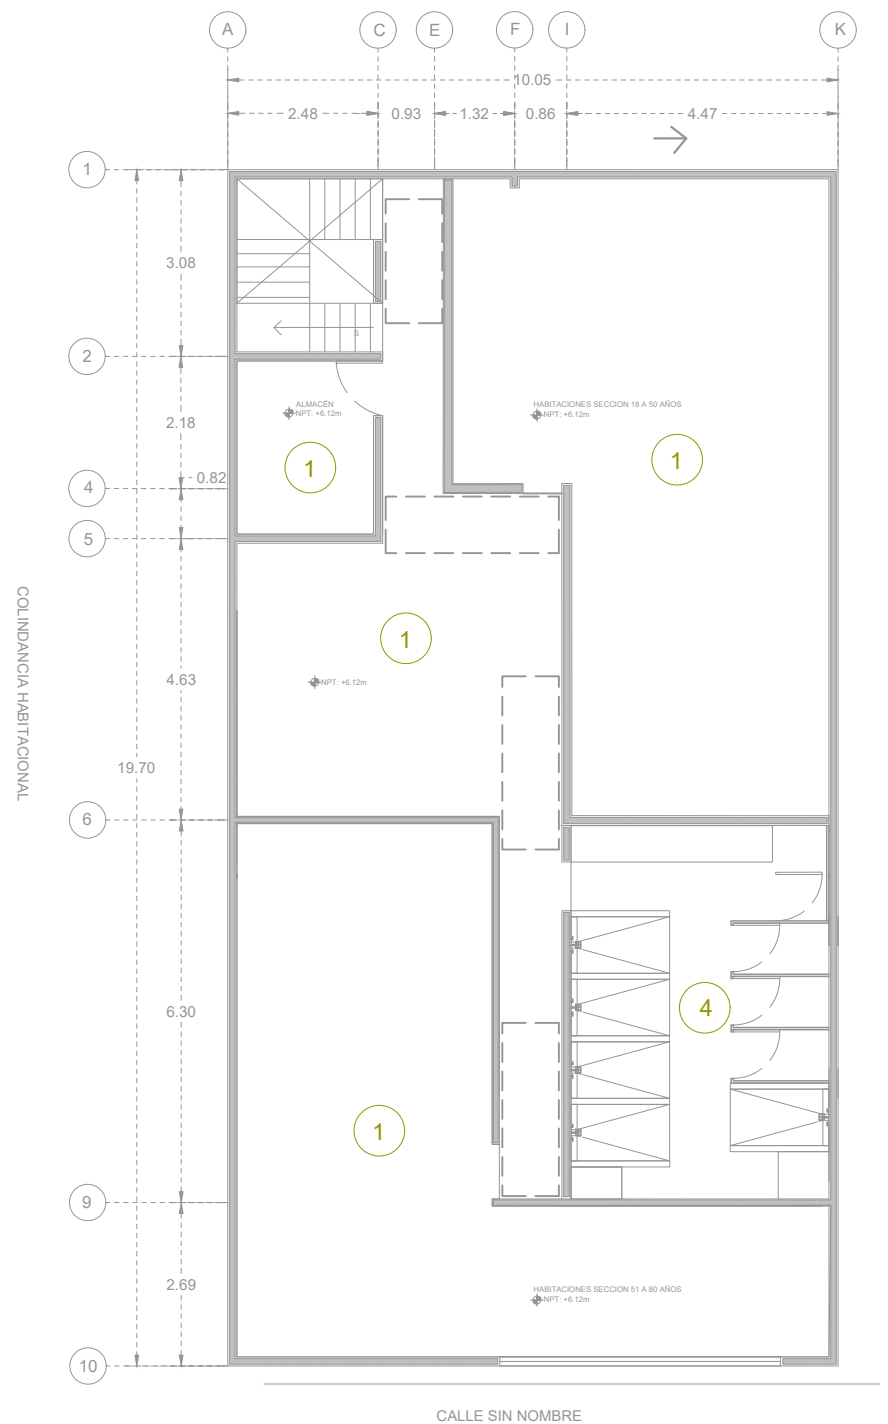 A C E F I K
10.05
2.48 0.93 1.32 0.86 4.47
1
3.08
S
2
ALMACÉN
NPT: +6.12m
HABITACIONES SECCION 18 A 50 AÑOS
NPT: +6.12m
2.18
1
1
0.82
4
5
COLINDANCIA HABITACIONAL
1
4.63
NPT: +6.12m
19.70
6
6.30
4
1
9
2.69
HABITACIONES SECCION 51 A 80 AÑOS
NPT: +6.12m
10
CALLE SIN NOMBRE